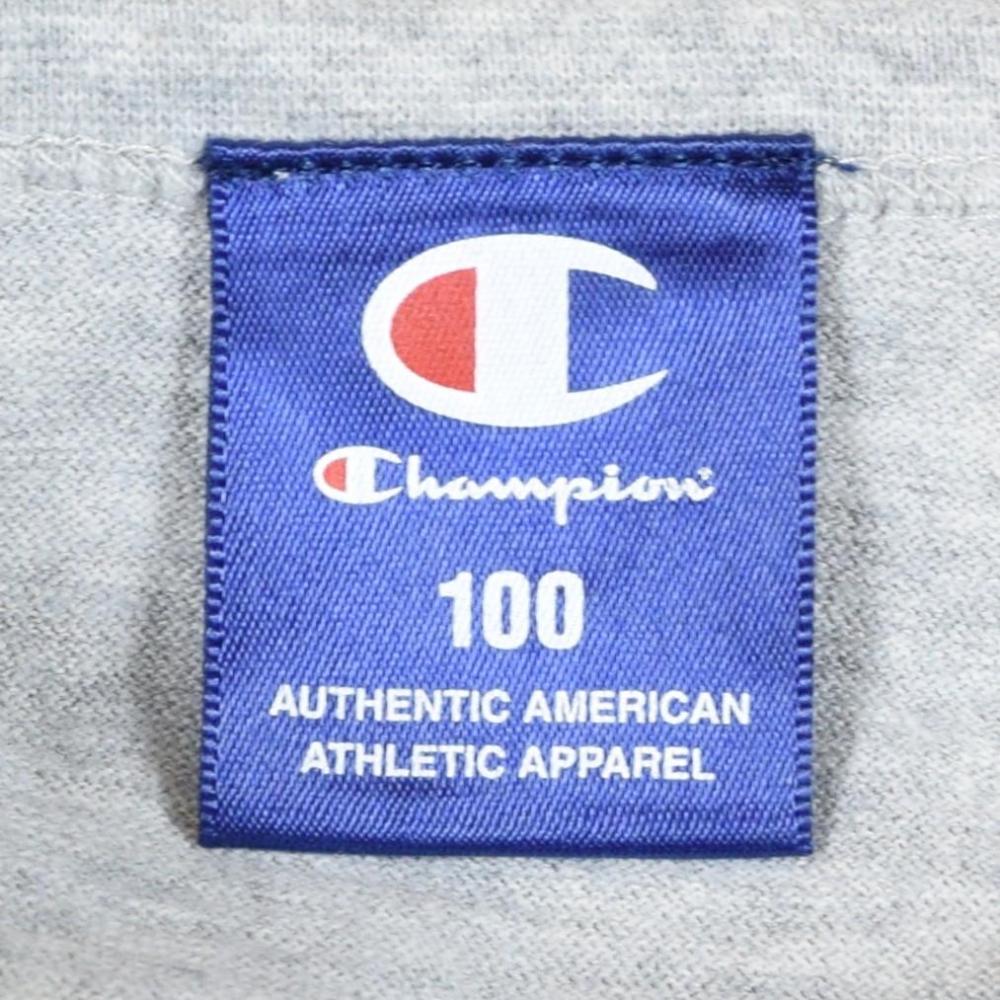 Champion
100
AUTHENTIC AMERICAN
ATHLETIC APPAREL